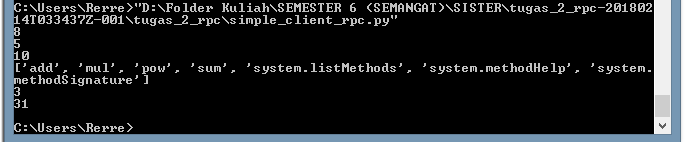 C:\Users\Rerre>"D:\Folder Kuliah\SEMESTER 6 (SEMANGAT)\SISTER\tugas_2_rpc-201802
14T033437Z-001\tugas_2_rpc\simple_client_rpc.py"
8
5
10
['add', 'mul', 'pow', 'sum', 'system.listMethods', 'system.methodHelp', 'system.
methodSignature']
3
31
C:\Users\Rerre>